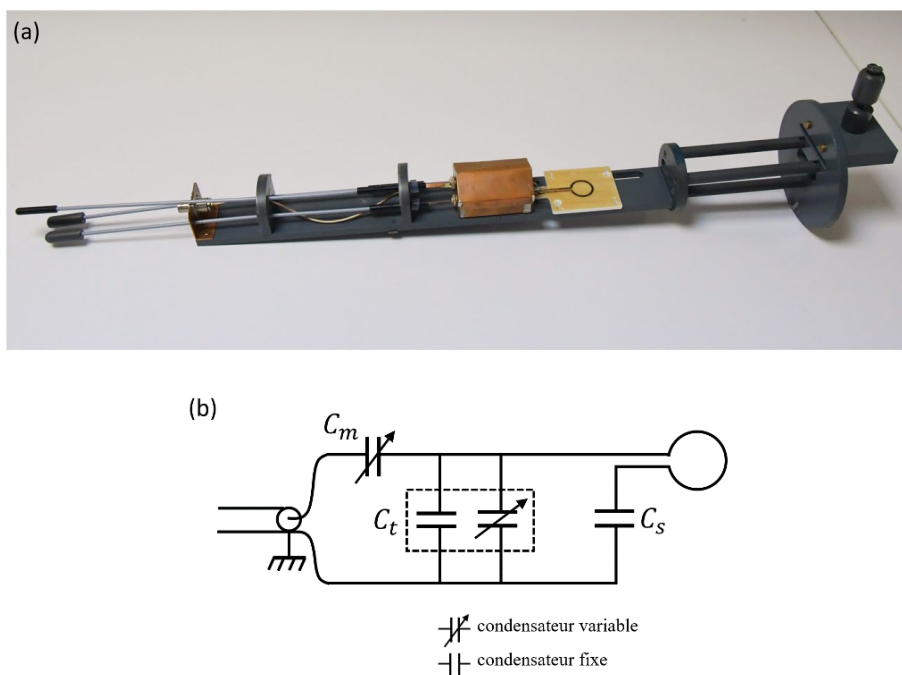 (a)
(b)
C_m
C_t
C_s
condensateur variable
condensateur fixe